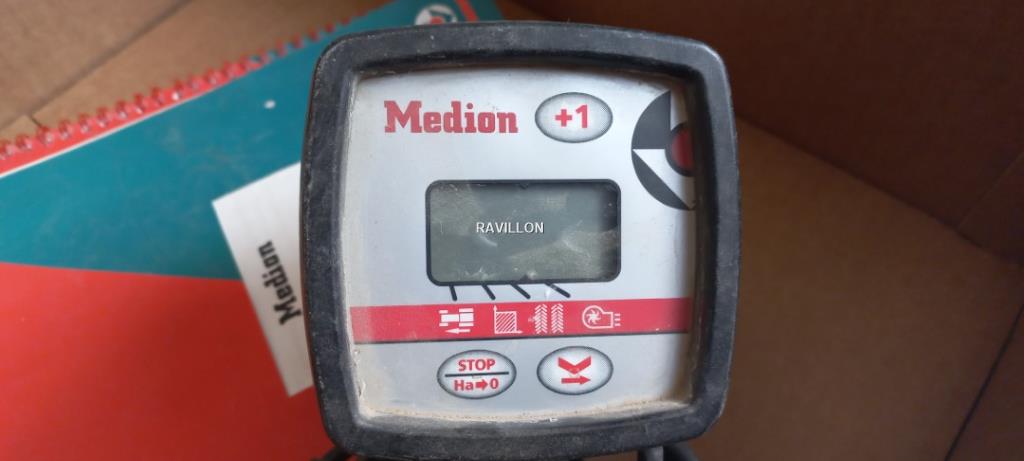 Medion
+1
RAVILLON
Medion
STOP
Ha➡0